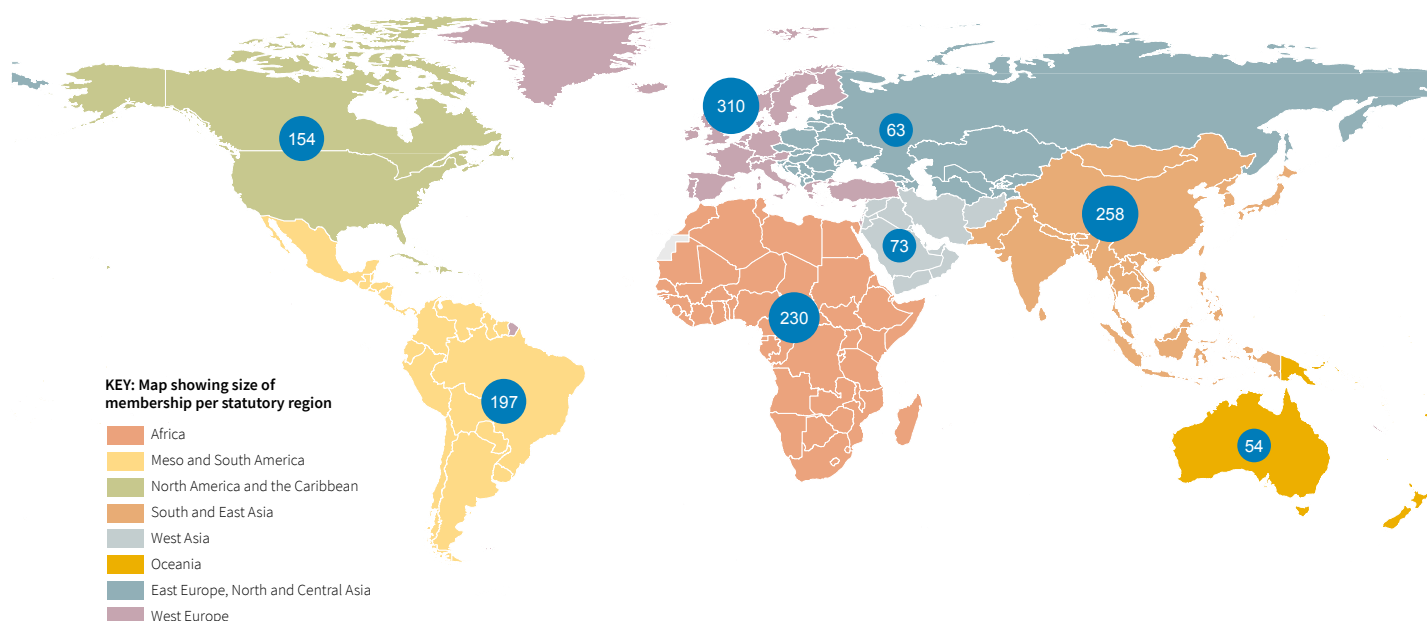 310
154
63
258
73
230
197
54
KEY: Map showing size of
membership per statutory region
Africa
Meso and South America
North America and the Caribbean
South and East Asia
West Asia
Oceania
East Europe, North and Central Asia
West Europe